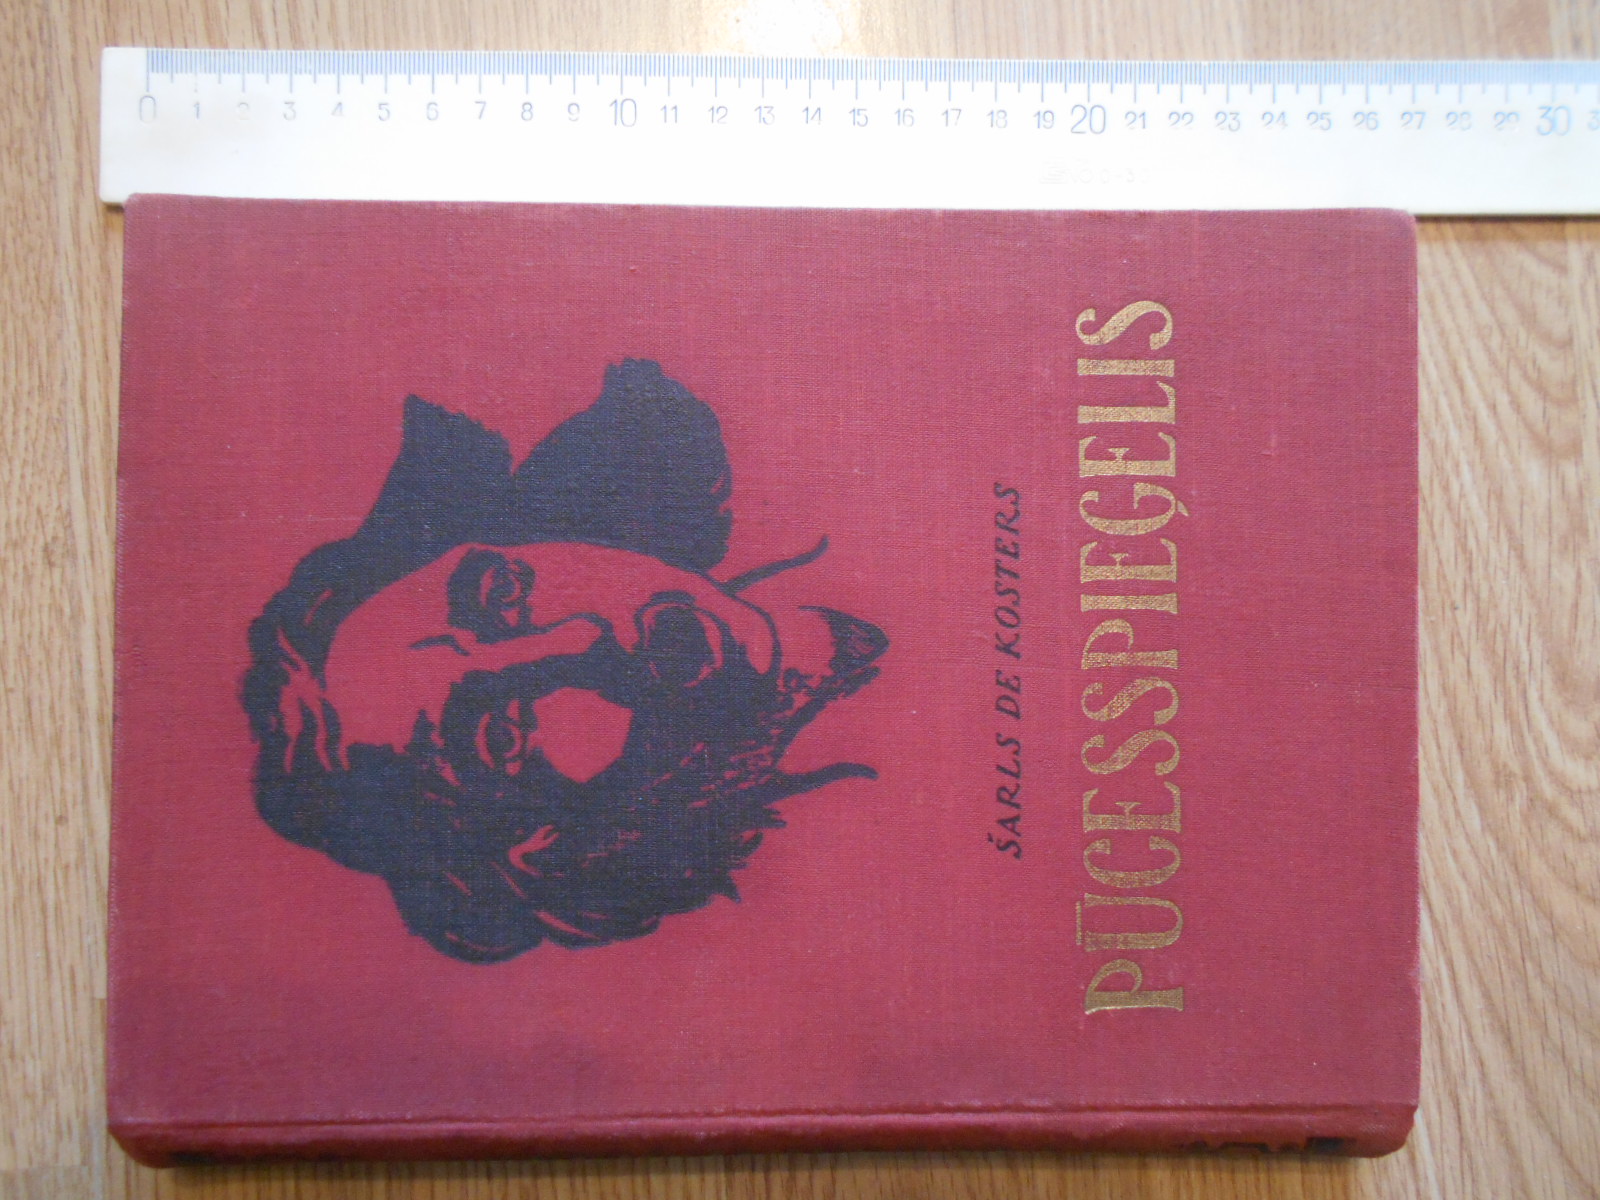 0 1 2 3 4 5 6 7 8 9 10 11 12 13 14 15 16 17 18 19 20 21 22 23 24 25 26 27 28 29 30
ŠARLS DE KOSTERS
PŪCESSPIEĢELIS